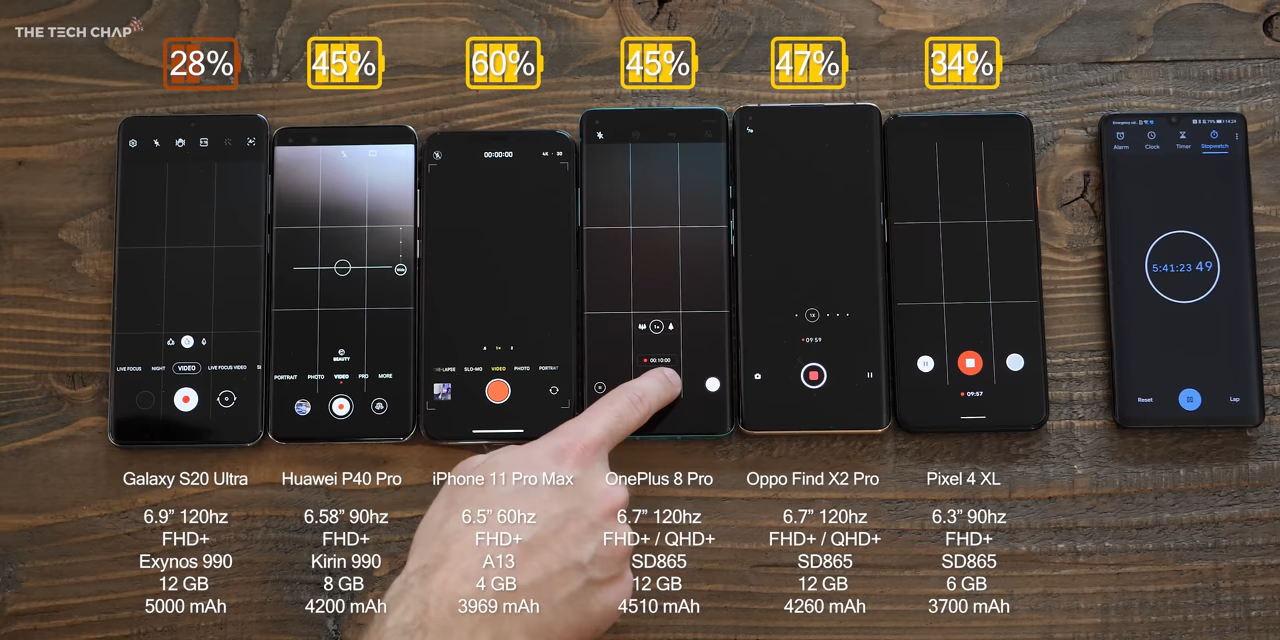 THE TECH CHAP
28% 45% 60% 45% 47% 34%
00:00:00 4K · 30
Alarm Clock Timer Stopwatch
5:41:23 49
1x
09:59
00:10:00
BEAUTY
LIVE FOCUS NIGHT VIDEO LIVE FOCUS VIDEO
PORTRAIT PHOTO VIDEO PRO MORE
SLO-MO VIDEO PHOTO PORTRAIT
09:57
Reset Lap
Galaxy S20 Ultra Huawei P40 Pro iPhone 11 Pro Max OnePlus 8 Pro Oppo Find X2 Pro Pixel 4 XL
6.9” 120hz 6.58” 90hz 6.5” 60hz 6.7” 120hz 6.7” 120hz 6.3” 90hz
FHD+ FHD+ FHD+ FHD+ / QHD+ FHD+ / QHD+ FHD+
Exynos 990 Kirin 990 A13 SD865 SD865 SD865
12 GB 8 GB 4 GB 12 GB 12 GB 6 GB
5000 mAh 4200 mAh 3969 mAh 4510 mAh 4260 mAh 3700 mAh